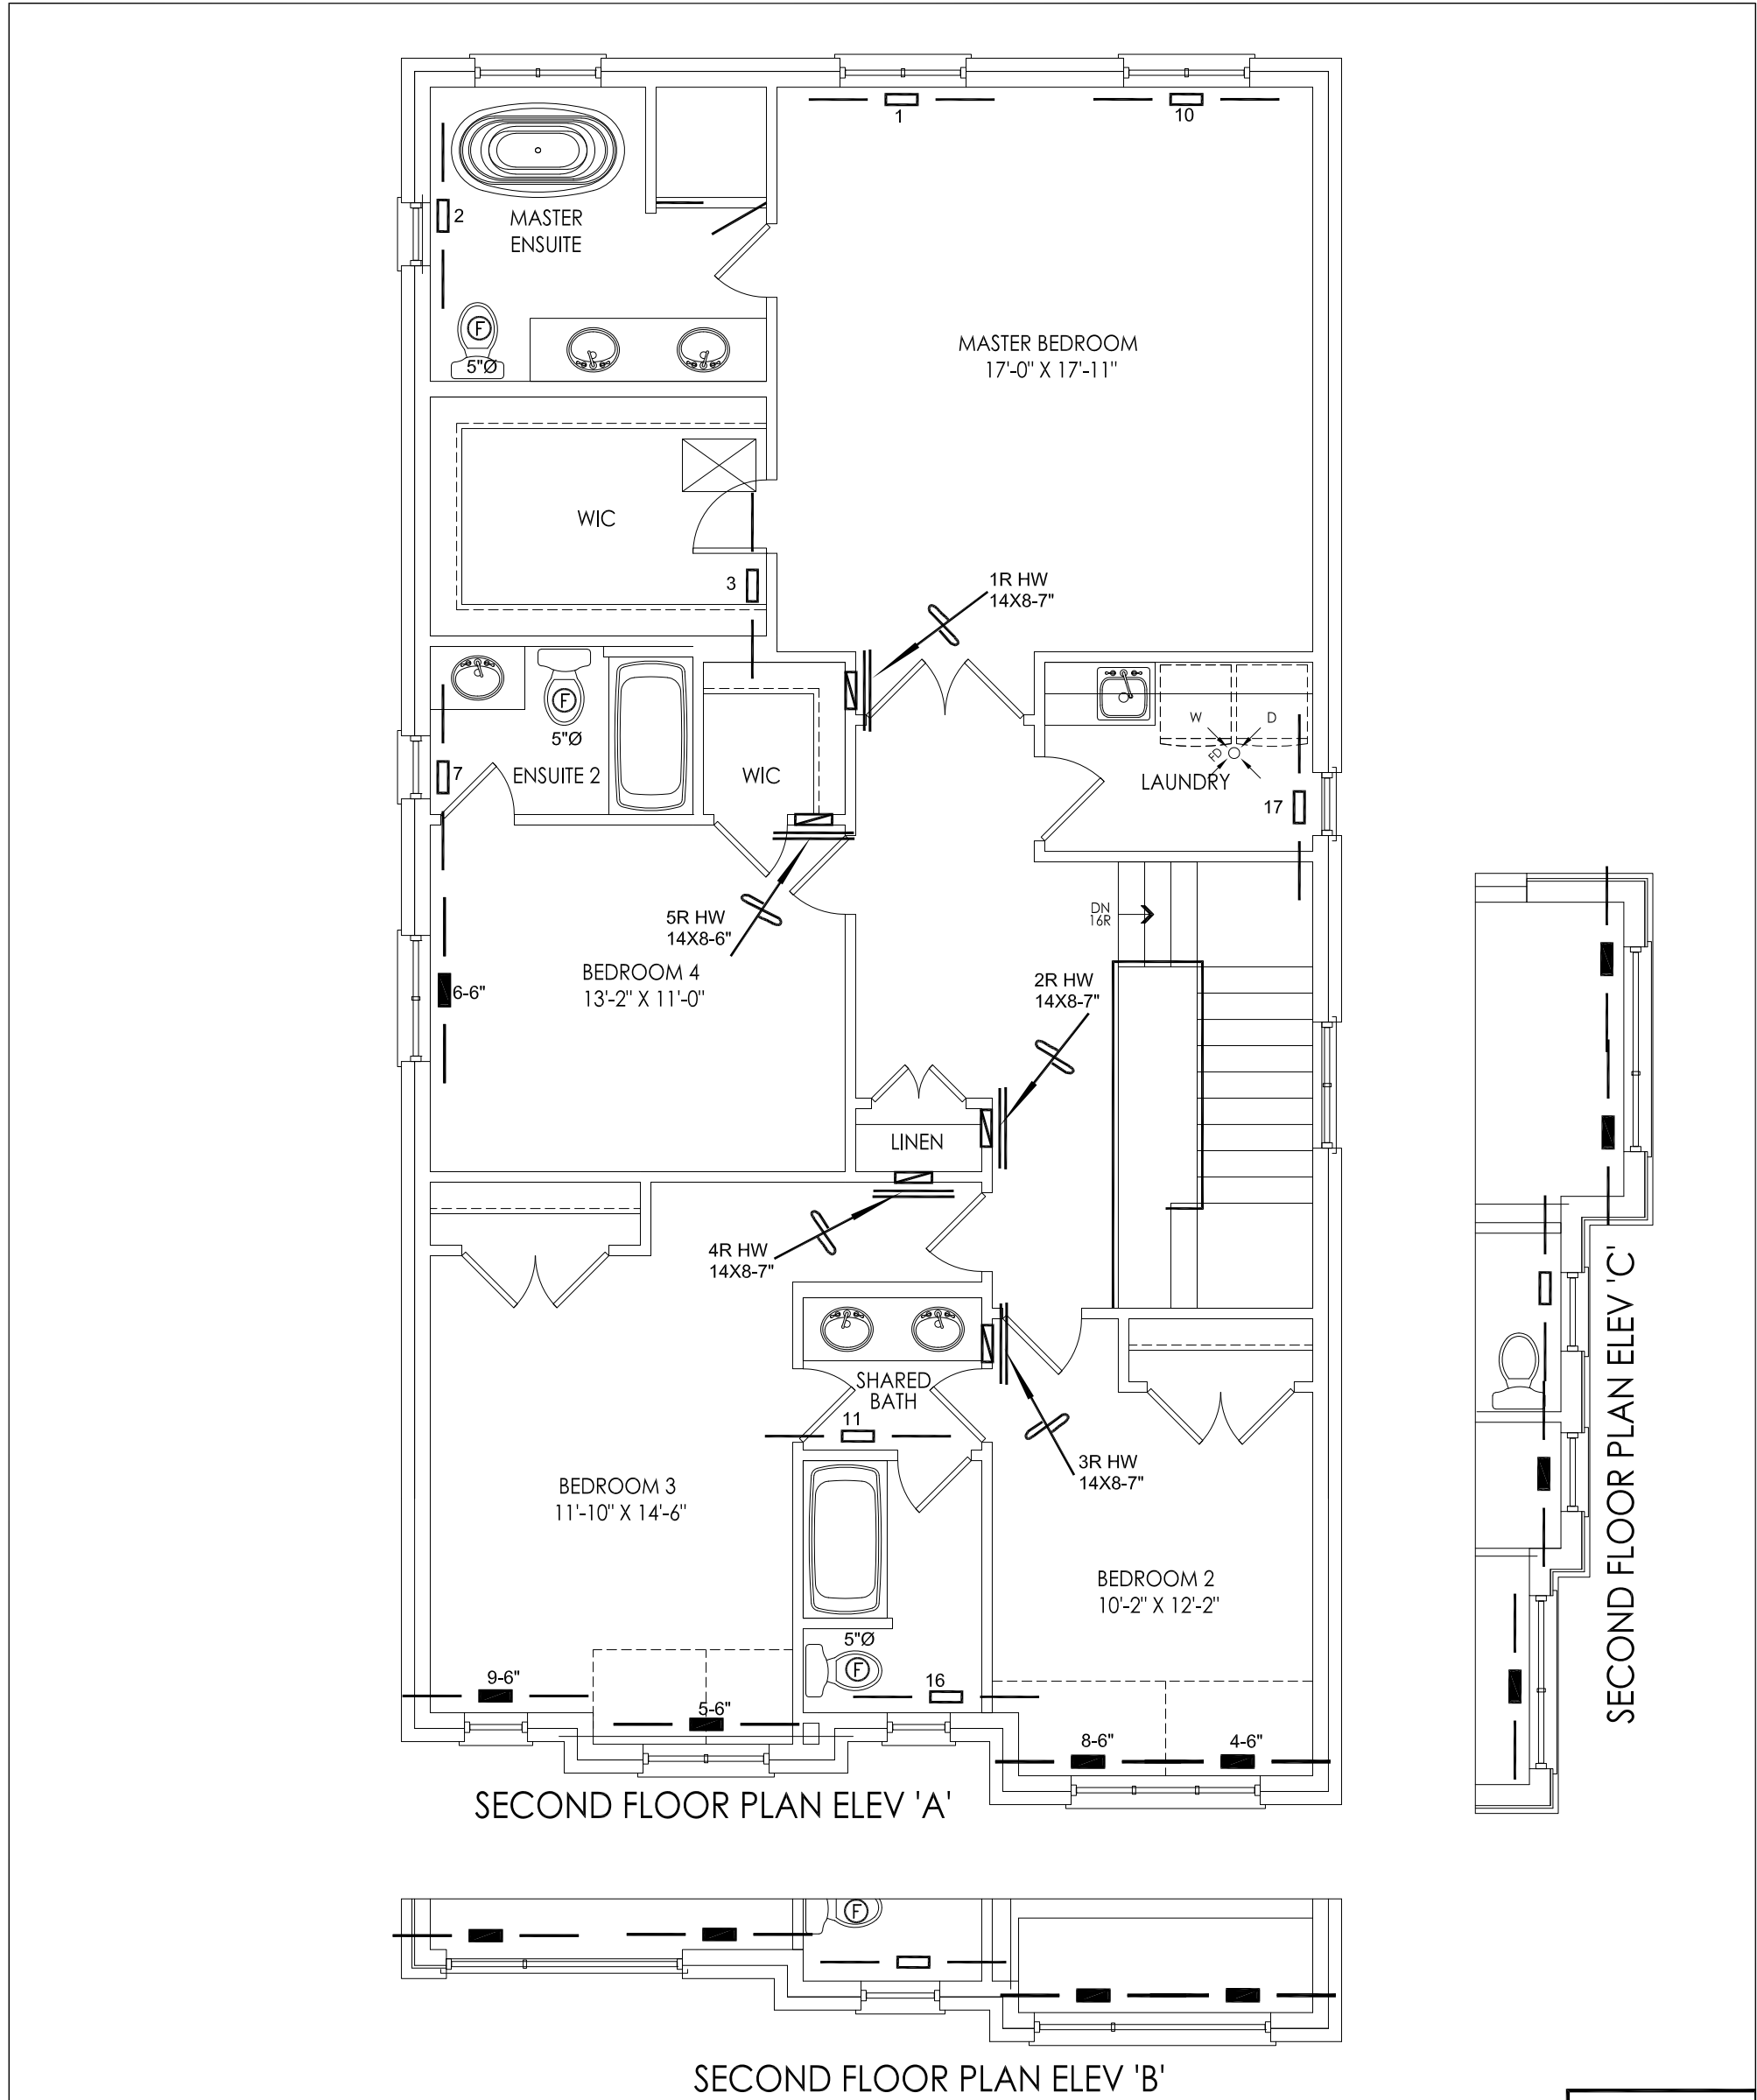 1
10
2
MASTER
ENSUITE
F
5"Ø
MASTER BEDROOM
17'-0" X 17'-11"
WIC
3
1R HW
14X8-7"
F
5"Ø
7
ENSUITE 2
WIC
W
D
FD
LAUNDRY
17
5R HW
14X8-6"
DN
16R
BEDROOM 4
13'-2" X 11'-0"
6-6"
2R HW
14X8-7"
LINEN
4R HW
14X8-7"
SHARED
BATH
11
3R HW
14X8-7"
BEDROOM 3
11'-10" X 14'-6"
BEDROOM 2
10'-2" X 12'-2"
5"Ø
F
9-6"
5-6"
16
8-6"
4-6"
SECOND FLOOR PLAN ELEV 'A'
SECOND FLOOR PLAN ELEV 'C'
F
SECOND FLOOR PLAN ELEV 'B'